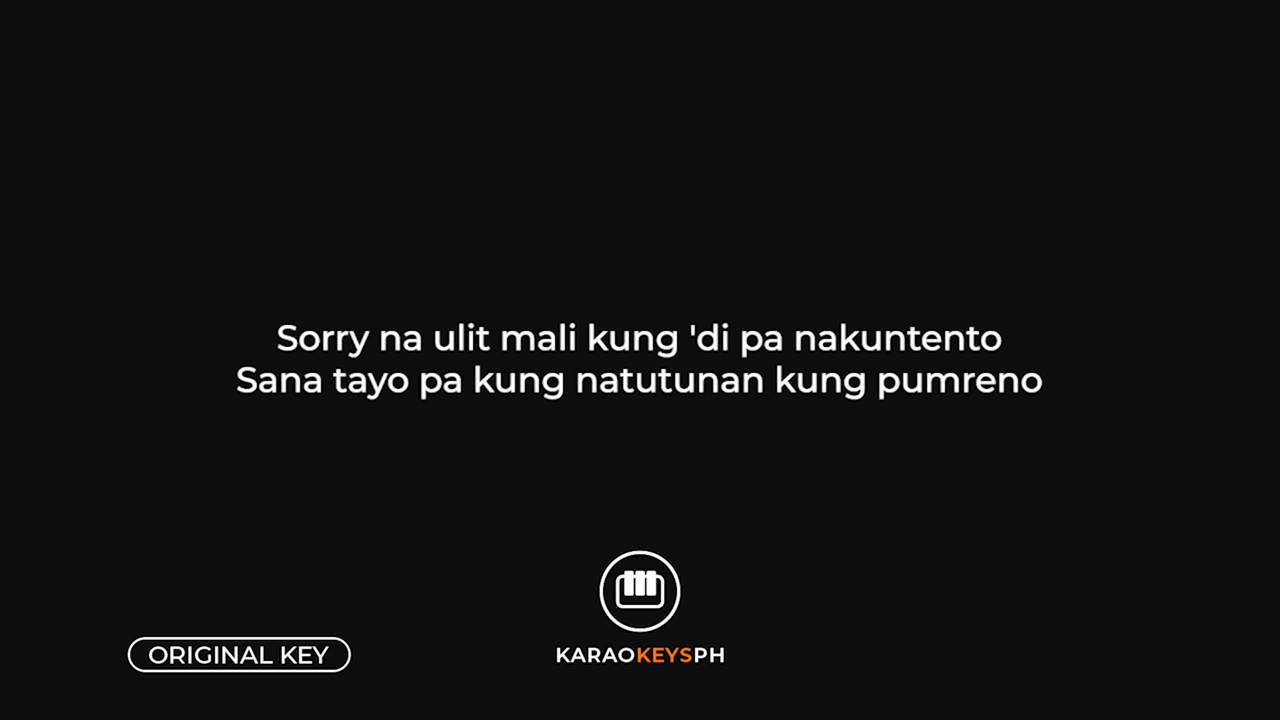 Sorry na ulit mali kung 'di pa nakuntento
Sana tayo pa kung natutunan kung pumreno
ORIGINAL KEY
KARAOKEYSPH